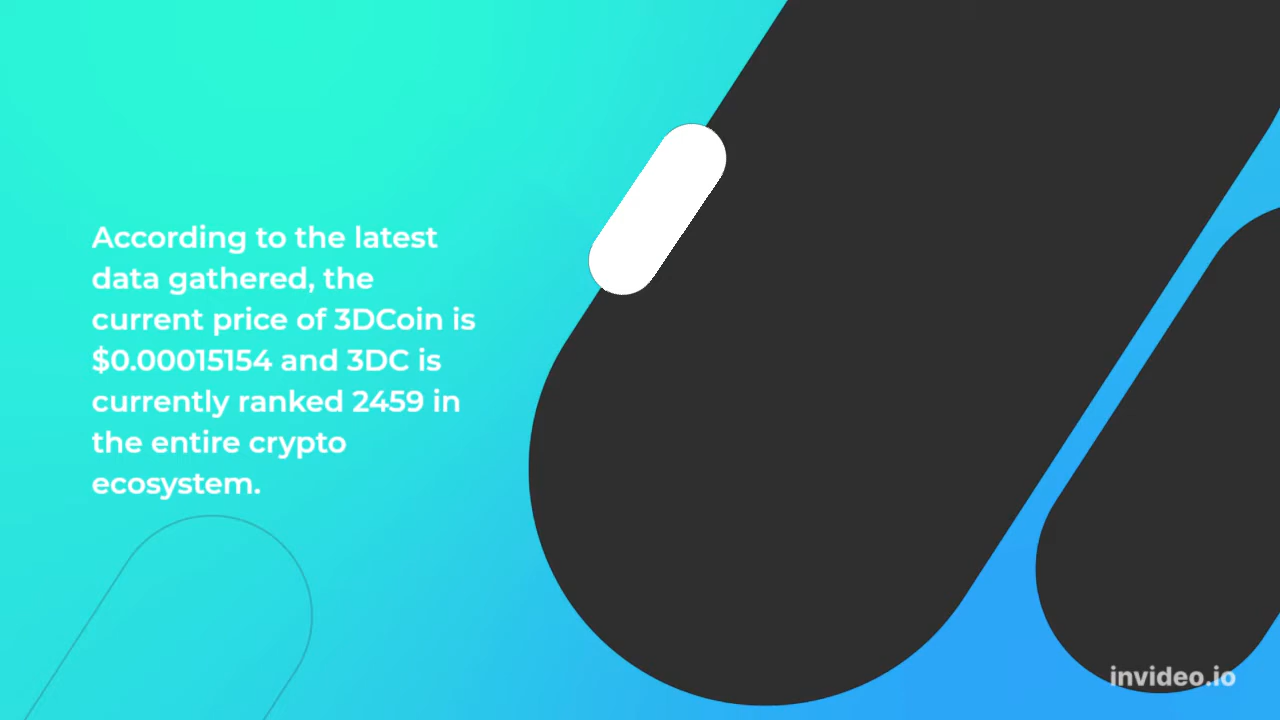 According to the latest
data gathered, the
current price of 3DCoin is
$0.00015154 and 3DC is
currently ranked 2459 in
the entire crypto
ecosystem.
invideo.io